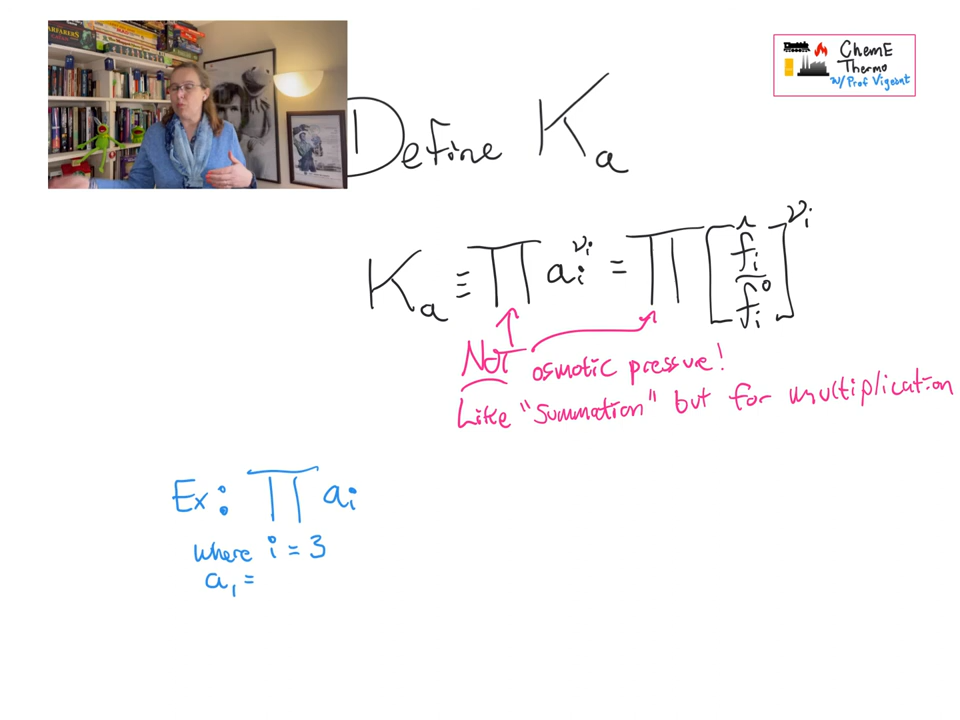 ChemE
Thermo
w/ Prof Vigeant
Define Kₐ
Kₐ ≡ ∏ aᵢ^νᵢ = ∏ [f̂ᵢ / fᵢ⁰]^νᵢ
Not osmotic pressure!
Like "Summation" but for multiplication
Ex: ∏ aᵢ
where i = 3
a₁ =